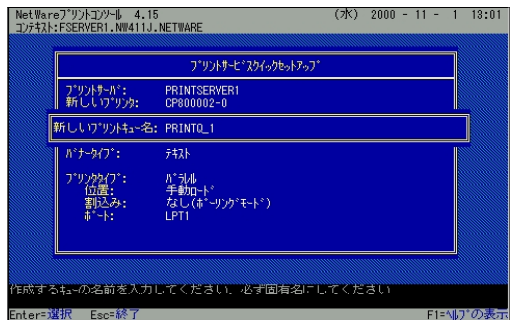 NetWareﾌﾟﾘﾝﾄｺﾝｿｰﾙ 4.15 (水) 2000 - 11 - 1 13:01
ｺﾝﾃｷｽﾄ:FSERVER1.NW411J.NETWARE
ﾌﾟﾘﾝﾄｻｰﾋﾞｽｸｲｯｸｾｯﾄｱｯﾌﾟ
ﾌﾟﾘﾝﾄｻｰﾊﾞ: PRINTSERVER1
新しいﾌﾟﾘﾝﾀ: CP800002-0
新しいﾌﾟﾘﾝﾄｷｭｰ名: PRINTQ_1
ﾊﾞﾅｰﾀｲﾌﾟ: ﾃｷｽﾄ
ﾌﾟﾘﾝﾀﾀｲﾌﾟ: ﾊﾟﾗﾚﾙ
位置: 手動ﾛｰﾄﾞ
割込み: なし(ﾎﾟｰﾘﾝｸﾞﾓｰﾄﾞ)
ﾎﾟｰﾄ: LPT1
作成するｷｭｰの名前を入力してください。必ず固有名にしてください
Enter=選択 Esc=終了 F1=ﾍﾙﾌﾟの表示